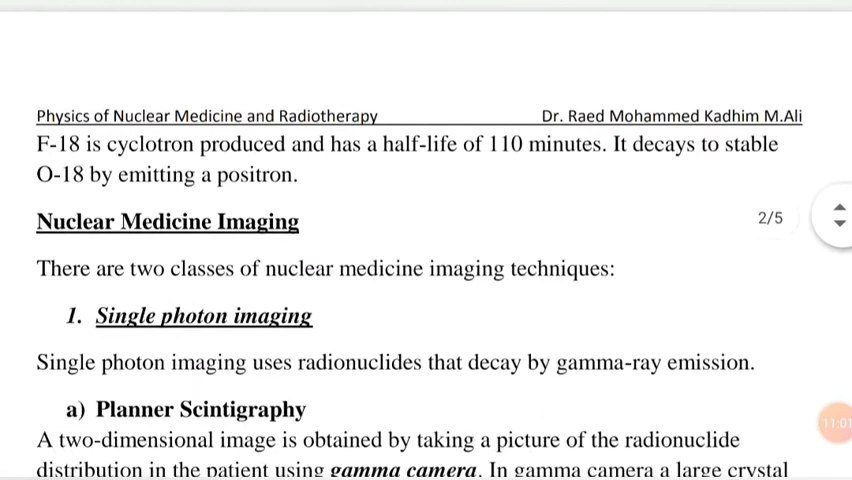 Physics of Nuclear Medicine and Radiotherapy Dr. Raed Mohammed Kadhim M.Ali
F-18 is cyclotron produced and has a half-life of 110 minutes. It decays to stable
O-18 by emitting a positron.
Nuclear Medicine Imaging
2/5
There are two classes of nuclear medicine imaging techniques:
1. Single photon imaging
Single photon imaging uses radionuclides that decay by gamma-ray emission.
a) Planner Scintigraphy
11:01
A two-dimensional image is obtained by taking a picture of the radionuclide
distribution in the patient using gamma camera. In gamma camera a large crystal